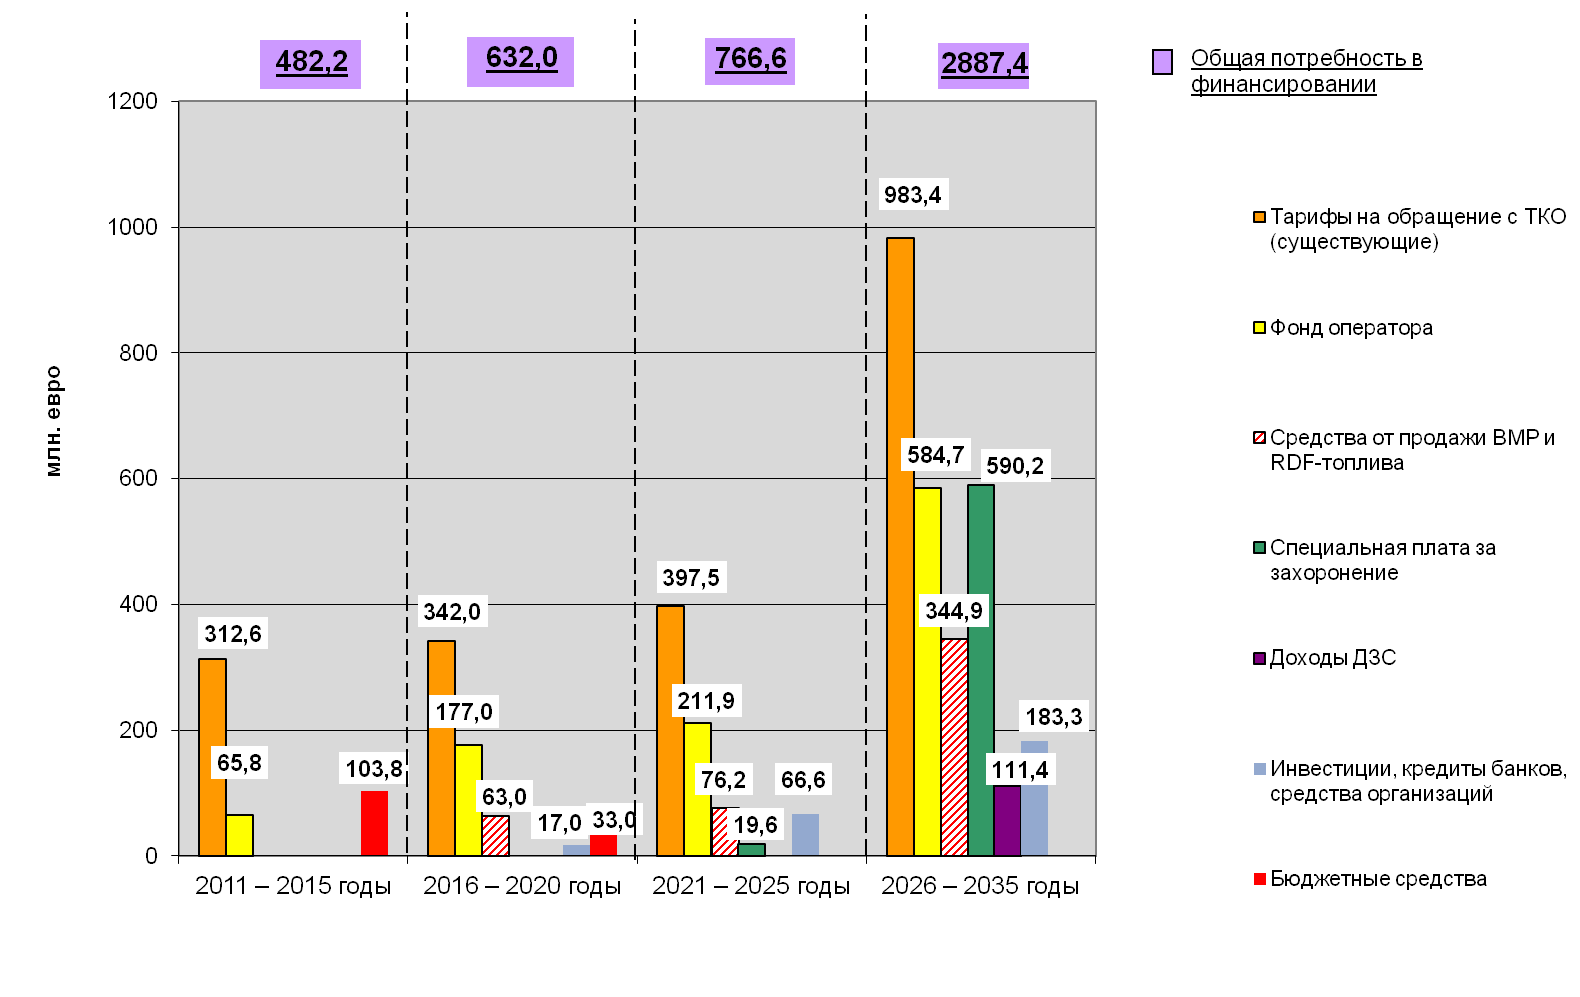 482,2
632,0
766,6
2887,4
Общая потребность в
финансировании
1200
1000
800
600
400
200
0
млн. евро
312,6
65,8
103,8
342,0
177,0
63,0
17,0
33,0
397,5
211,9
76,2
19,6
66,6
983,4
584,7
344,9
590,2
111,4
183,3
2011 – 2015 годы
2016 – 2020 годы
2021 – 2025 годы
2026 – 2035 годы
Тарифы на обращение с ТКО
(существующие)
Фонд оператора
Средства от продажи ВМР и
RDF-топлива
Специальная плата за
захоронение
Доходы ДЗС
Инвестиции, кредиты банков,
средства организаций
Бюджетные средства